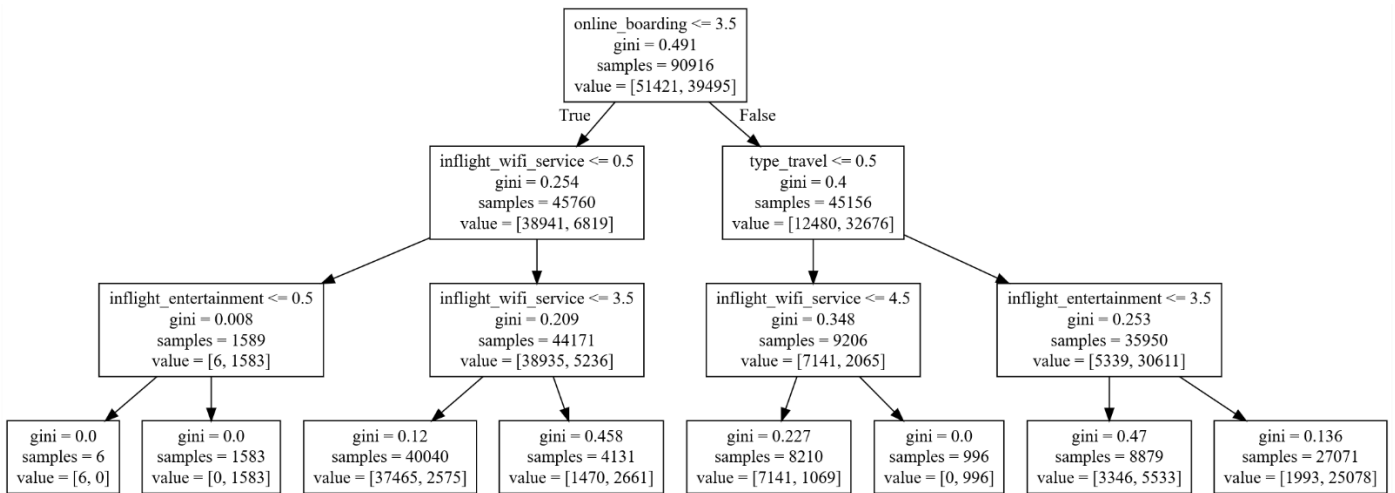 online_boarding <= 3.5
gini = 0.491
samples = 90916
value = [51421, 39495]
True
False
inflight_wifi_service <= 0.5
gini = 0.254
samples = 45760
value = [38941, 6819]
type_travel <= 0.5
gini = 0.4
samples = 45156
value = [12480, 32676]
inflight_entertainment <= 0.5
gini = 0.008
samples = 1589
value = [6, 1583]
inflight_wifi_service <= 3.5
gini = 0.209
samples = 44171
value = [38935, 5236]
inflight_wifi_service <= 4.5
gini = 0.348
samples = 9206
value = [7141, 2065]
inflight_entertainment <= 3.5
gini = 0.253
samples = 35950
value = [5339, 30611]
gini = 0.0
samples = 6
value = [6, 0]
gini = 0.0
samples = 1583
value = [0, 1583]
gini = 0.12
samples = 40040
value = [37465, 2575]
gini = 0.458
samples = 4131
value = [1470, 2661]
gini = 0.227
samples = 8210
value = [7141, 1069]
gini = 0.0
samples = 996
value = [0, 996]
gini = 0.47
samples = 8879
value = [3346, 5533]
gini = 0.136
samples = 27071
value = [1993, 25078]